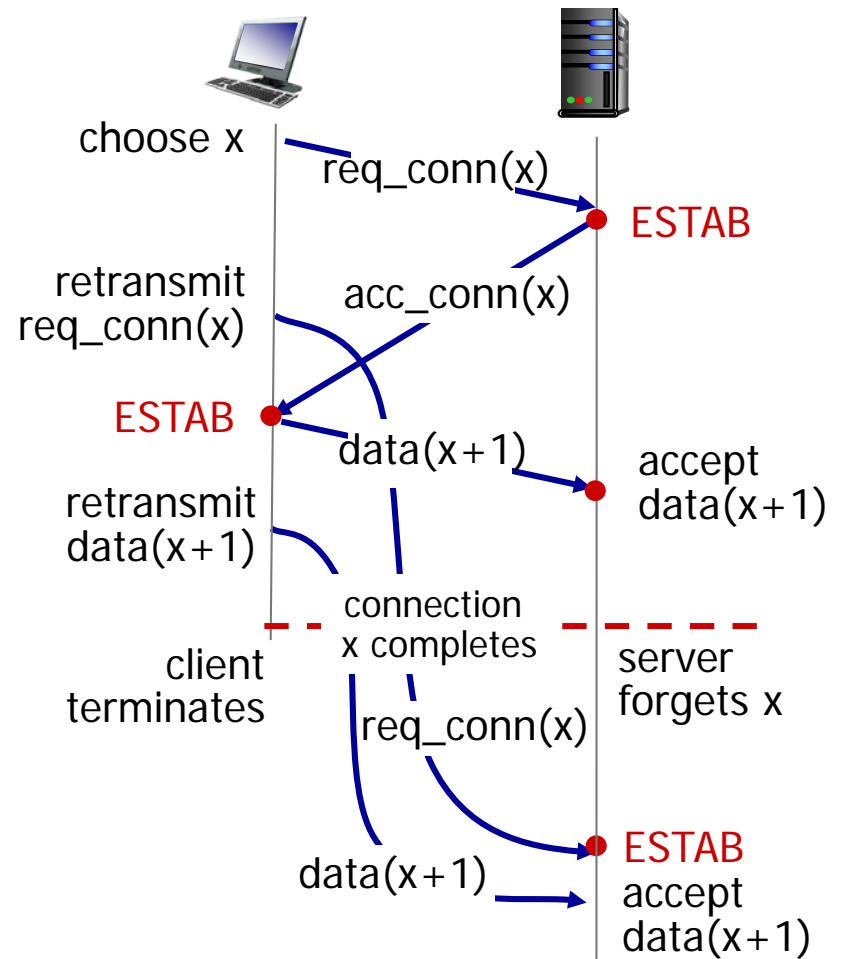 choose x
req_conn(x)
ESTAB
retransmit
req_conn(x)
acc_conn(x)
ESTAB
data(x+1)
accept
data(x+1)
retransmit
data(x+1)
connection
x completes
client
terminates
server
forgets x
req_conn(x)
ESTAB
data(x+1)
accept
data(x+1)